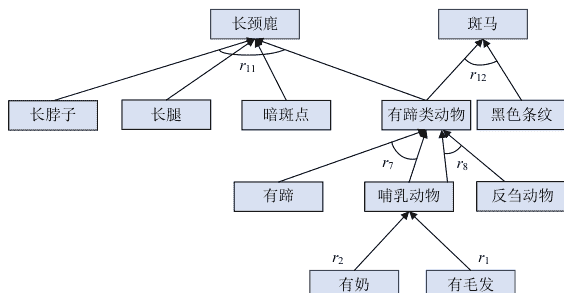 长颈鹿
斑马
r11
r12
长脖子
长腿
暗斑点
有蹄类动物
黑色条纹
r7
r8
有蹄
哺乳动物
反刍动物
r2
r1
有奶
有毛发